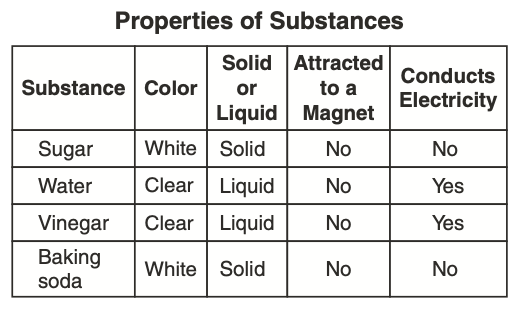 Properties of Substances
Substance Color Solid or Liquid Attracted to a Magnet Conducts Electricity
Sugar White Solid No No
Water Clear Liquid No Yes
Vinegar Clear Liquid No Yes
Baking soda White Solid No No